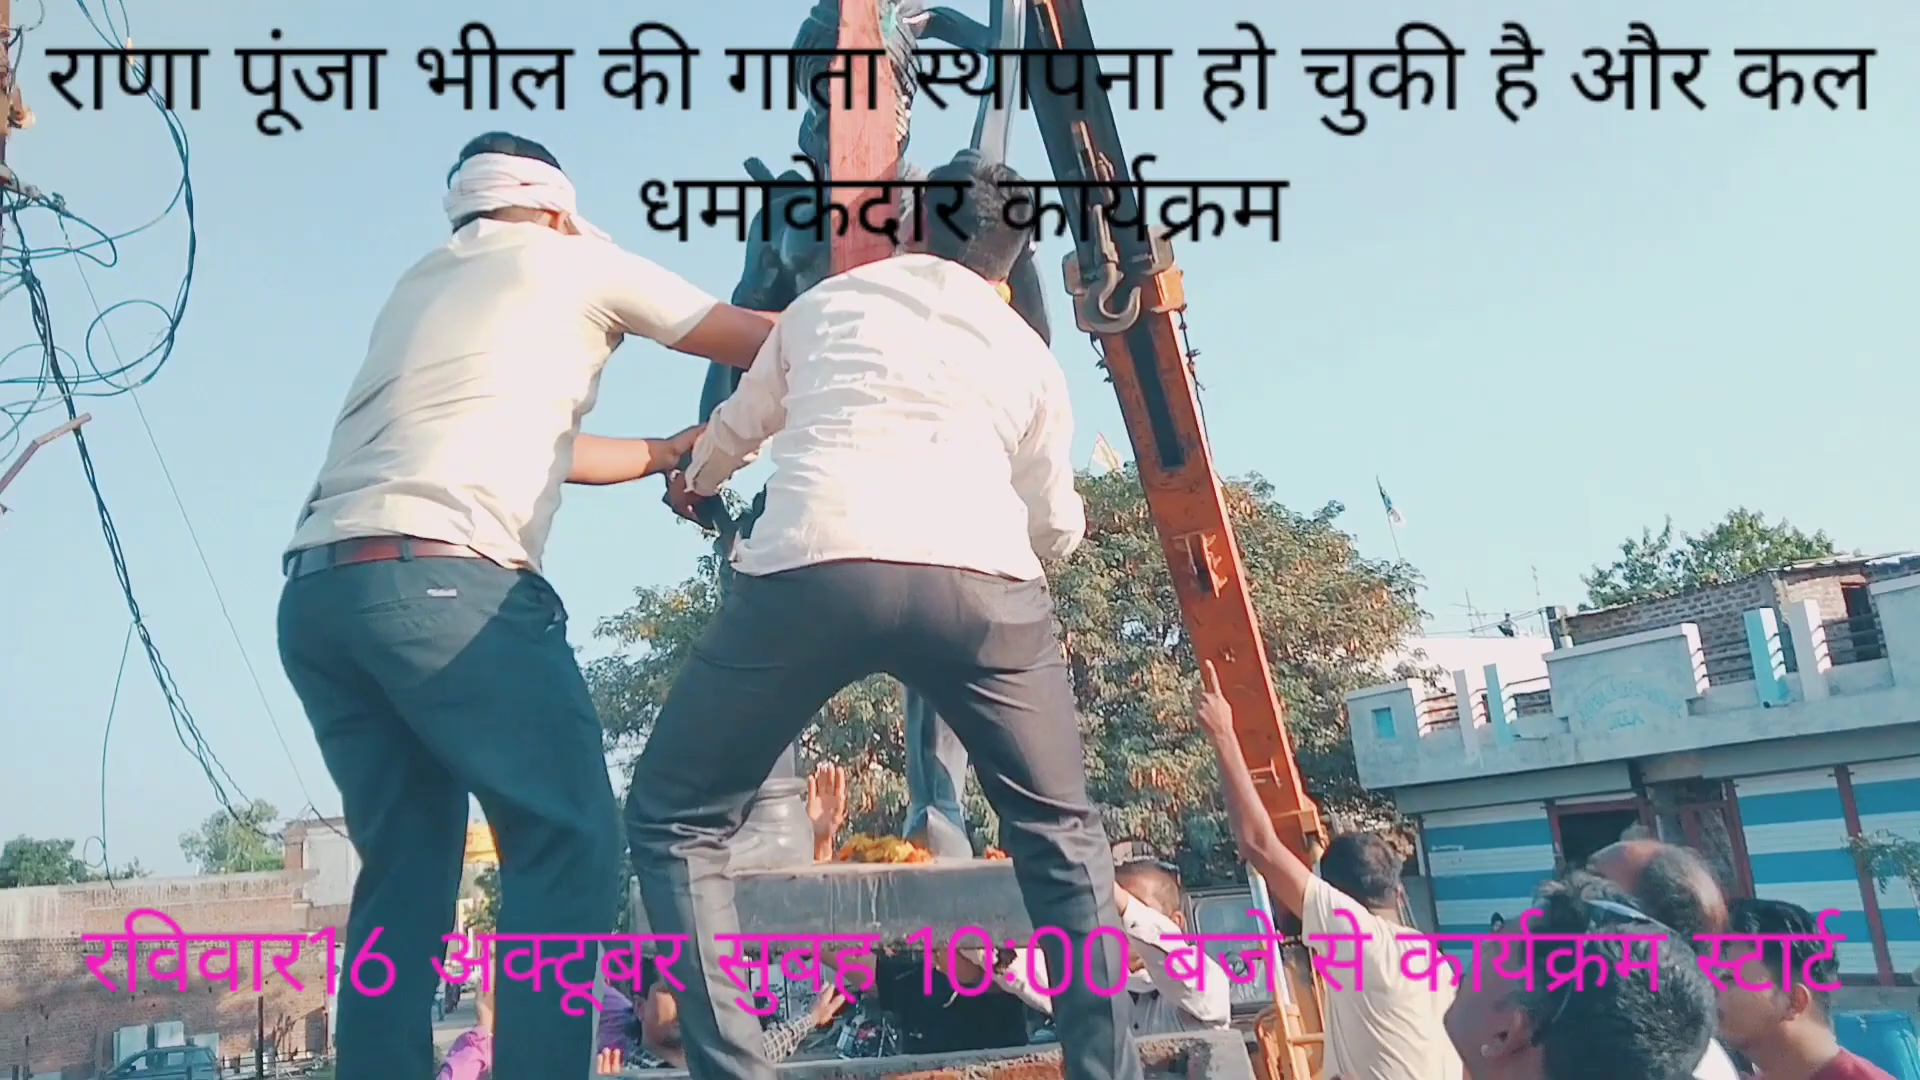 राणा पूंजा भील की गाता स्थापना हो चुकी है और कल
धमाकेदार कार्यक्रम
रविवार16 अक्टूबर सुबह 10:00 बजे से कार्यक्रम स्टार्ट